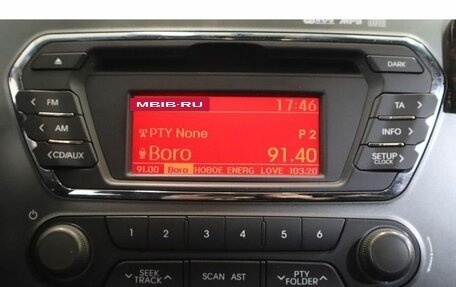 MP3
DARK
FM
MBIB.RU
17:46
TA
AM
PTY None P 2
INFO
CD/AUX
Boro 91.40
SETUP
CLOCK
91.00 Boro HOBOE ENERG LOVE 103.20
1 2 3 4 5 6
SEEK
TRACK
SCAN AST
PTY
FOLDER